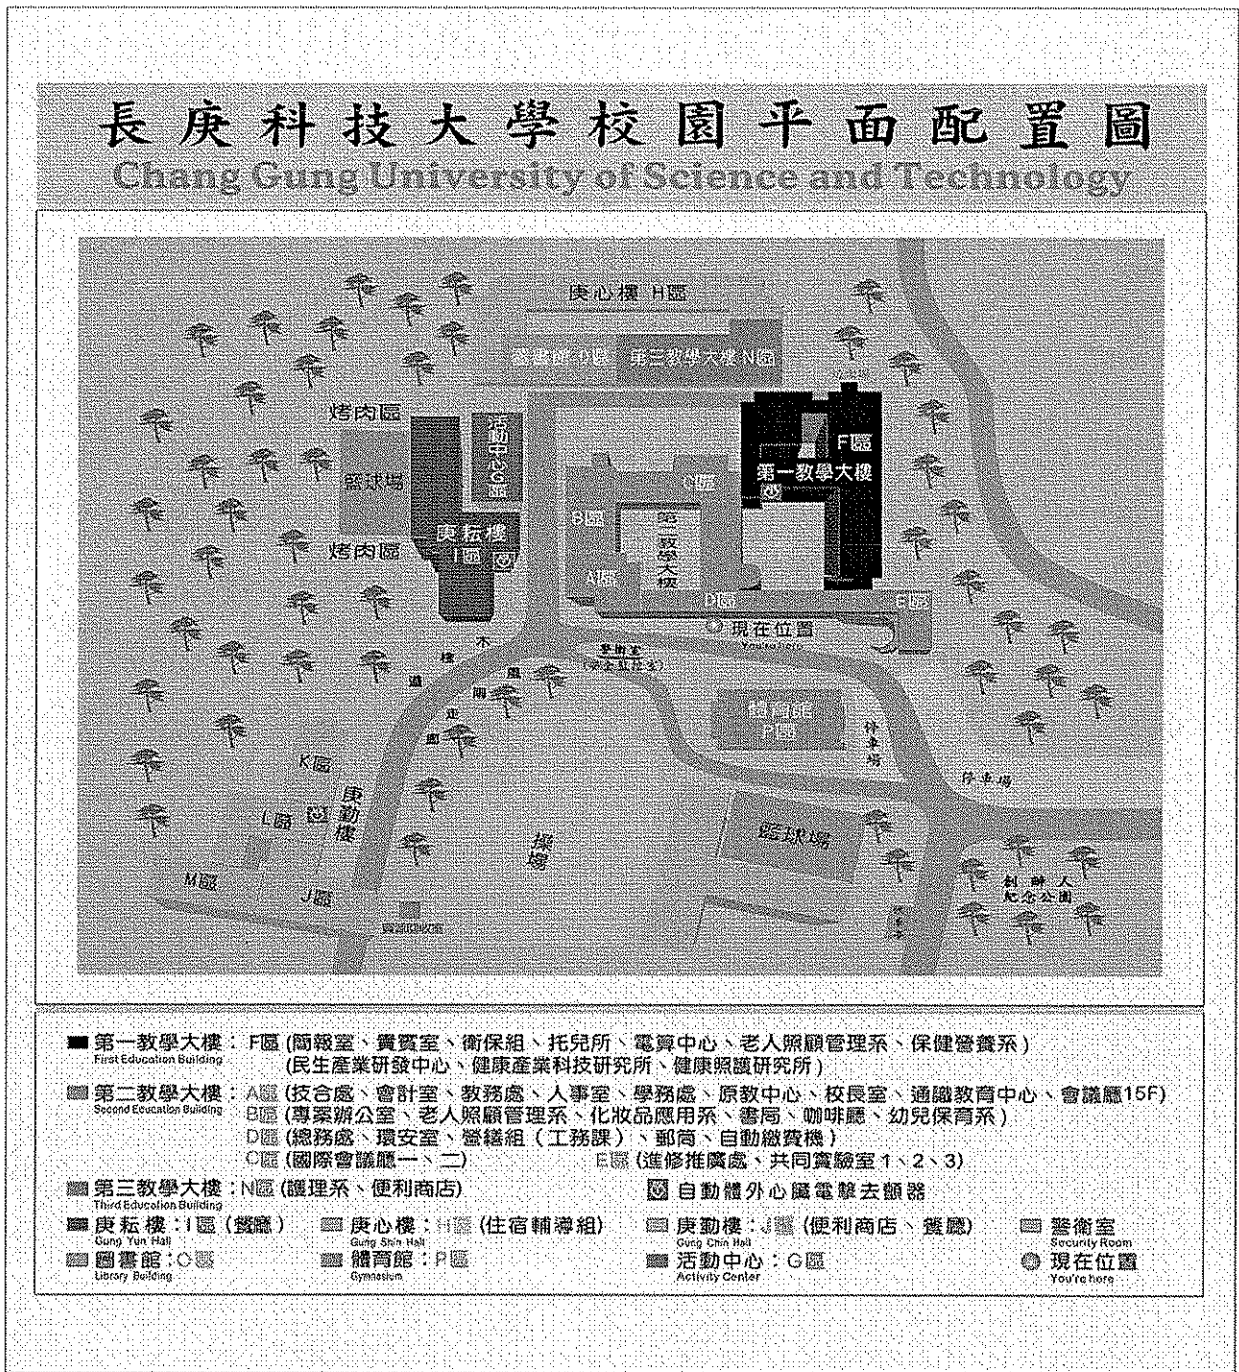 長庚科技大學校園平面配置圖
Chang Gung University of Science and Technology
庚心樓 H區
第三教學大樓 N區
烤肉區
活動中心G區
籃球場
F區
第一教學大樓
C區
B區
庚耘樓
I區
烤肉區
A區
D區
E區
現在位置
You're here
木棧道
風雨走廊
警衛室
體育館
P區
停車場
停車場
K區
庚勤樓
L區
操場
籃球場
M區
J區
創辦人
紀念公園
第一教學大樓：F區 (簡報室、貴賓室、衛保組、托兒所、電算中心、老人照顧管理系、保健營養系)
First Education Building
(民生產業研發中心、健康產業科技研究所、健康照護研究所)
第二教學大樓：A區 (技合處、會計室、教務處、人事室、學務處、原教中心、校長室、通識教育中心、會議廳15F)
Second Education Building
B區 (專案辦公室、老人照顧管理系、化妝品應用系、書局、咖啡廳、幼兒保育系)
D區 (總務處、環安室、營繕組（工務課）、郵局、自動繳費機)
C區 (國際會議廳一、二) E區 (進修推廣處、共同實驗室1、2、3)
第三教學大樓：N區 (護理系、便利商店) 自動體外心臟電擊去顫器
Third Education Building
庚耘樓：I區 (餐廳) 庚心樓：H區 (住宿輔導組) 庚勤樓：J區 (便利商店、餐廳) 警衛室
Gung Yun Hall Gung Shin Hall Gung Chin Hall Security Room
圖書館：O區 體育館：P區 活動中心：G區 現在位置
Library Building Gymnasium Activity Center You're here